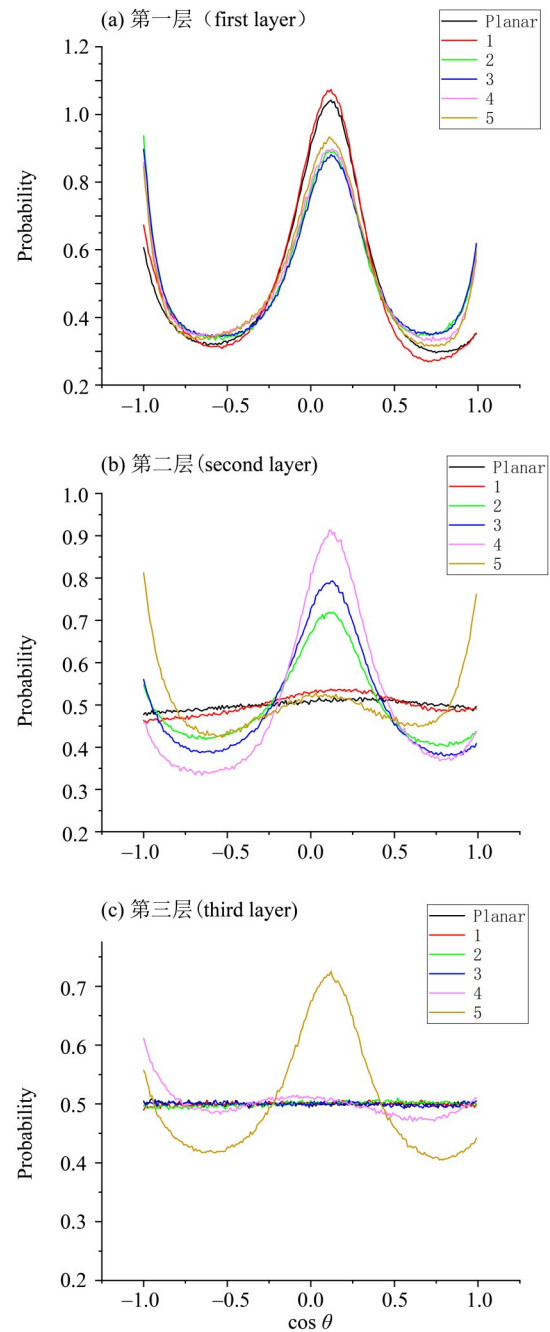 (a) 第一层（first layer）
Planar
1
2
3
4
5
1.2
1.0
0.8
0.6
0.4
0.2
Probability
−1.0 −0.5 0.0 0.5 1.0
(b) 第二层(second layer)
Planar
1
2
3
4
5
1.0
0.9
0.8
0.7
0.6
0.5
0.4
0.3
0.2
Probability
−1.0 −0.5 0.0 0.5 1.0
(c) 第三层(third layer)
Planar
1
2
3
4
5
0.7
0.6
0.5
0.4
0.3
0.2
Probability
−1.0 −0.5 0.0 0.5 1.0
cos θ